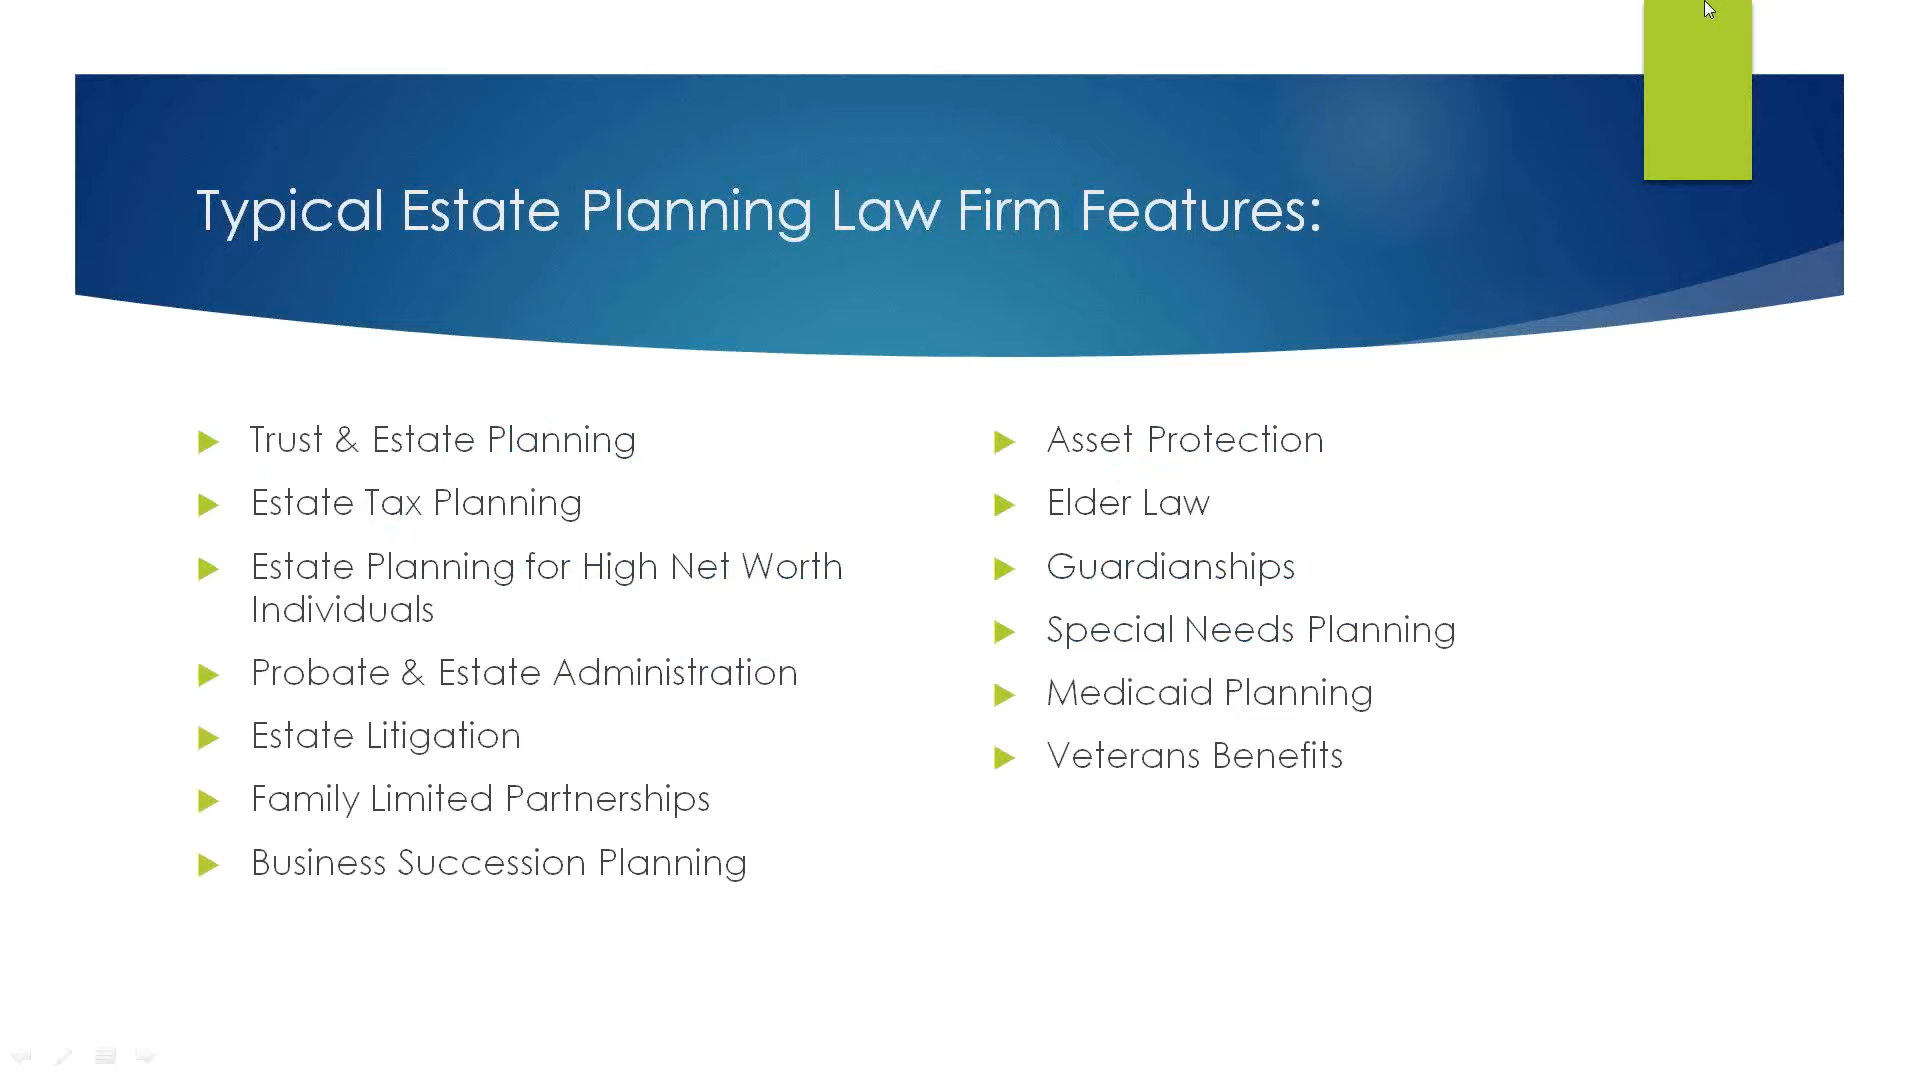 Typical Estate Planning Law Firm Features:
Trust & Estate Planning
Estate Tax Planning
Estate Planning for High Net Worth
Individuals
Probate & Estate Administration
Estate Litigation
Family Limited Partnerships
Business Succession Planning
Asset Protection
Elder Law
Guardianships
Special Needs Planning
Medicaid Planning
Veterans Benefits